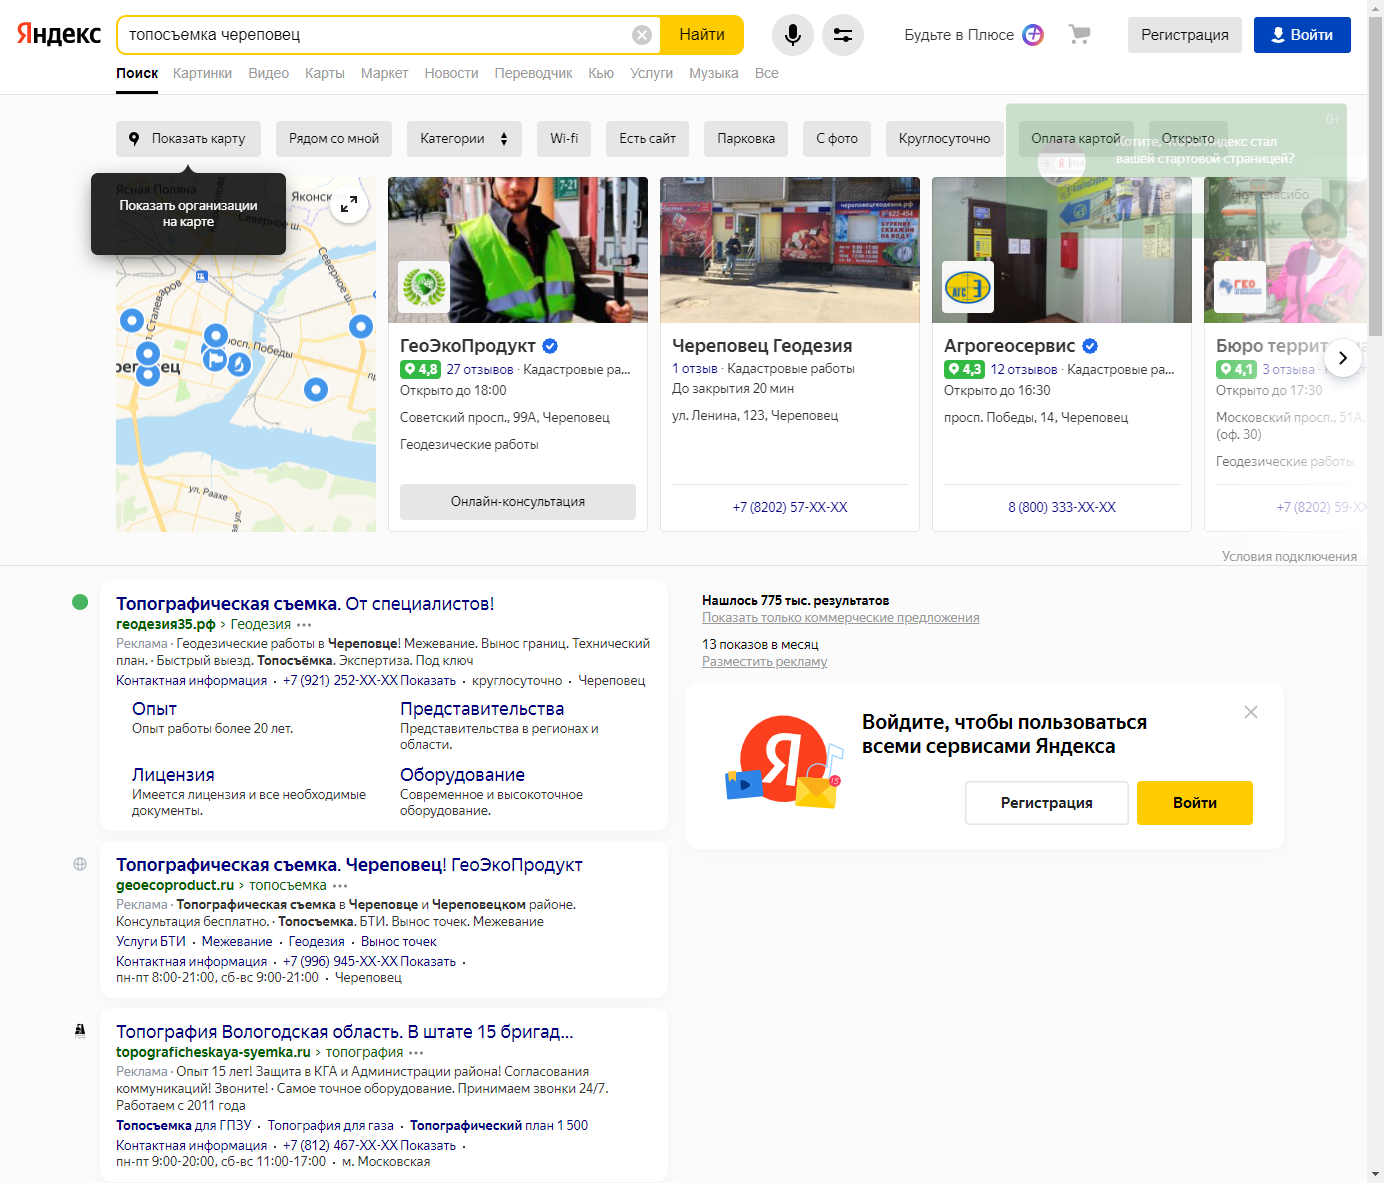 Яндекс
топосъемка череповец
Найти
Будьте в Плюсе
Регистрация
Войти
Поиск
Картинки
Видео
Карты
Маркет
Новости
Переводчик
Кью
Услуги
Музыка
Все
Показать карту
Рядом со мной
Категории
Wi-fi
Есть сайт
Парковка
С фото
Круглосуточно
Оплата картой
Открыто
0+
Яндекс стал
вашей стартовой страницей?
Да
спасибо
Ясная Поляна
Показать организации
на карте
Северное ш.
Северное ш.
. Сталеваров
просп. Победы
ул. Раахе
ГеоЭкоПродукт
4,8 27 отзывов · Кадастровые ра...
Открыто до 18:00
Советский просп., 99А, Череповец
Геодезические работы
Онлайн-консультация
череповецгеодезия.рф
622-454
БУРЕНИЕ
СКВАЖИН
НА ВОДУ
Череповец Геодезия
1 отзыв · Кадастровые работы
До закрытия 20 мин
ул. Ленина, 123, Череповец
+7 (8202) 57-XX-XX
АГС
Агрогеосервис
4,3 12 отзывов · Кадастровые ра...
Открыто до 16:30
просп. Победы, 14, Череповец
8 (800) 333-XX-XX
ГЕО
Бюро террит
4,1 3 отзыва ·
Открыто до 17:30
Московский просп., 51А,
(оф. 30)
Геодезические работы
+7 (8202) 59-XX
Условия подключения
Топографическая съемка. От специалистов!
геодезия35.рф › Геодезия
Реклама · Геодезические работы в Череповце! Межевание. Вынос границ. Технический
план. · Быстрый выезд. Топосъёмка. Экспертиза. Под ключ
Контактная информация · +7 (921) 252-XX-XX Показать · круглосуточно · Череповец
Опыт
Опыт работы более 20 лет.
Представительства
Представительства в регионах и
области.
Лицензия
Имеется лицензия и все необходимые
документы.
Оборудование
Современное и высокоточное
оборудование.
Топографическая съемка. Череповец! ГеоЭкоПродукт
geoecoproduct.ru › топосъемка
Реклама · Топографическая съемка в Череповце и Череповецком районе.
Консультация бесплатно. · Топосъемка. БТИ. Вынос точек. Межевание
Услуги БТИ · Межевание · Геодезия · Вынос точек
Контактная информация · +7 (996) 945-XX-XX Показать ·
пн-пт 8:00-21:00, сб-вс 9:00-21:00 · Череповец
Топография Вологодская область. В штате 15 бригад...
topograficheskaya-syemka.ru › топография
Реклама · Опыт 15 лет! Защита в КГА и Администрации района! Согласования
коммуникаций! Звоните! · Самое точное оборудование. Принимаем звонки 24/7.
Работаем с 2011 года
Топосъемка для ГПЗУ · Топография для газа · Топографический план 1 500
Контактная информация · +7 (812) 467-XX-XX Показать ·
пн-пт 9:00-20:00, сб-вс 11:00-17:00 · м. Московская
Нашлось 775 тыс. результатов
Показать только коммерческие предложения
13 показов в месяц
Разместить рекламу
Войдите, чтобы пользоваться
всеми сервисами Яндекса
Регистрация
Войти